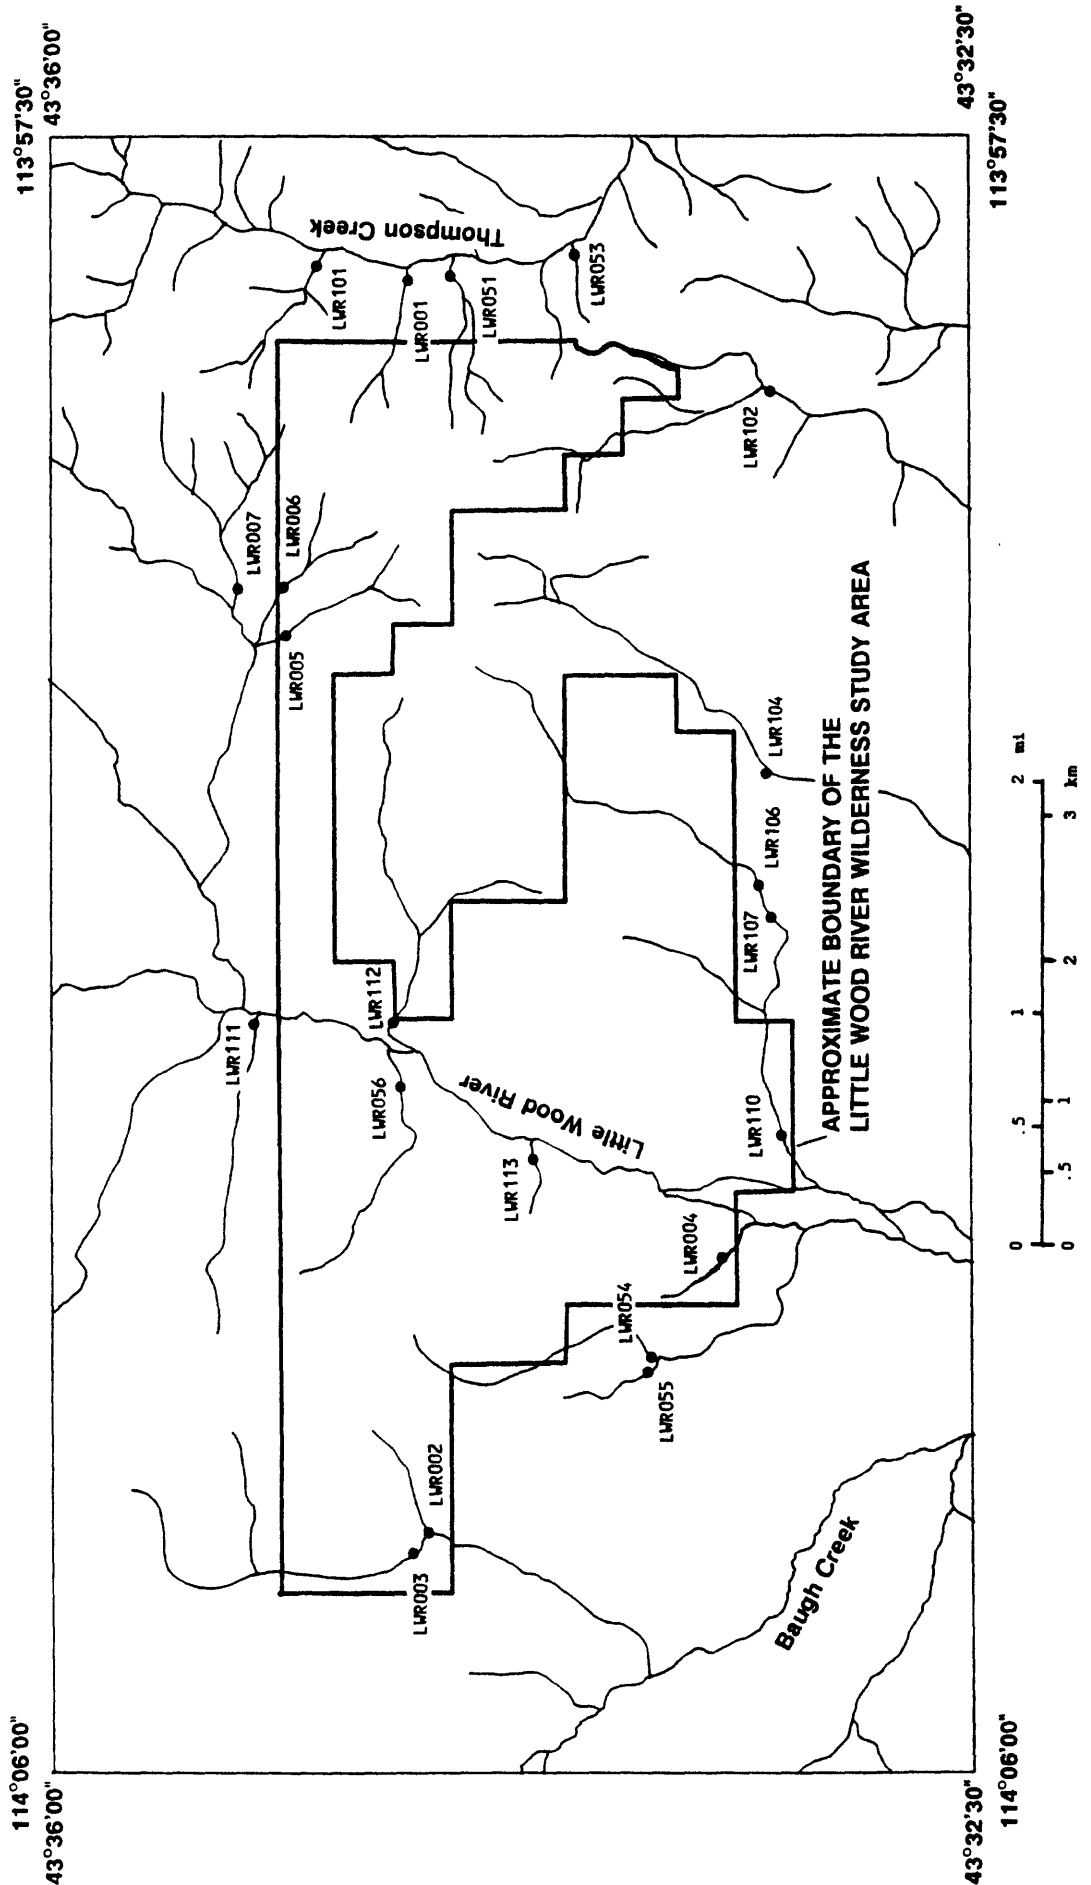 114°06'00"
113°57'30"
43°36'00"
43°36'00"
LWR111
LWR007
LWR005
LWR006
LWR101
Thompson Creek
LWR003
LWR002
LWR056
LWR112
LWR001
LWR051
LWR113
Little Wood River
LWR053
LWR054
LWR055
LWR004
LWR110
LWR107
LWR106
LWR104
LWR102
Baugh Creek
APPROXIMATE BOUNDARY OF THE
LITTLE WOOD RIVER WILDERNESS STUDY AREA
43°32'30"
43°32'30"
114°06'00"
113°57'30"
0 .5 1 2 mi
0 .5 1 2 3 km